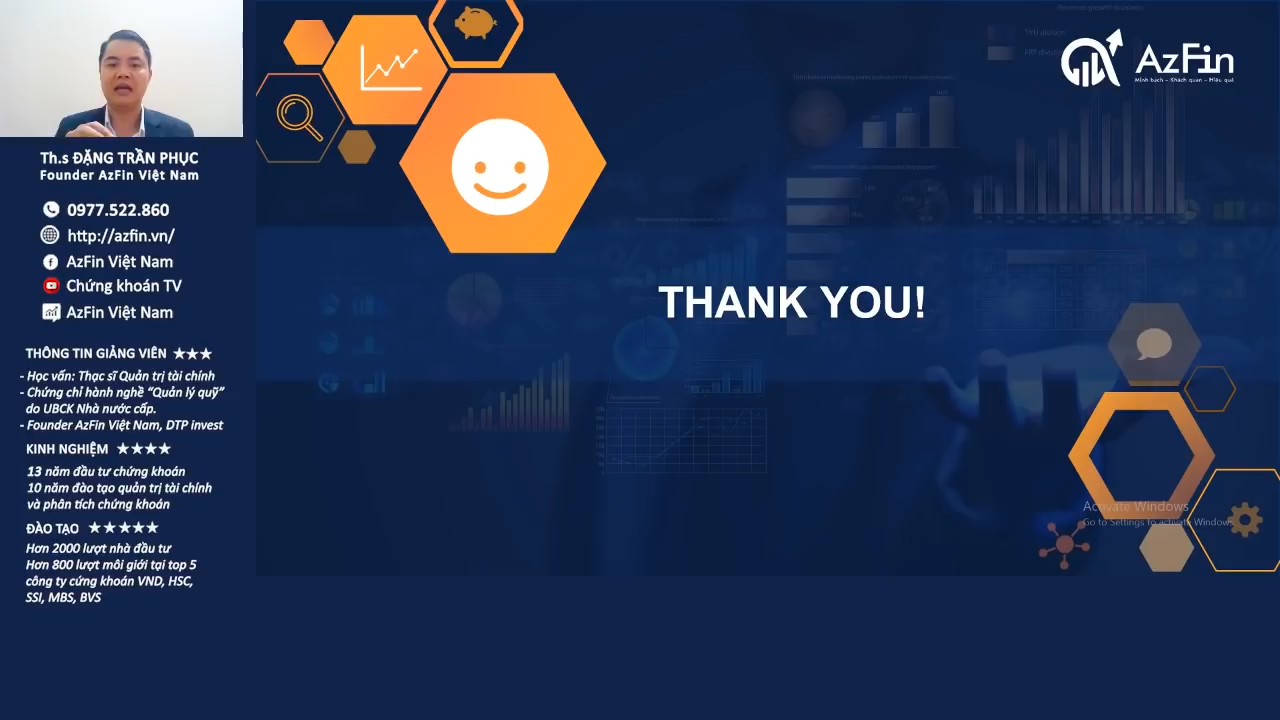 Th.s ĐẶNG TRẦN PHỤC
Founder AzFin Việt Nam
0977.522.860
http://azfin.vn/
AzFin Việt Nam
Chứng khoán TV
AzFin Việt Nam
THÔNG TIN GIẢNG VIÊN ★★★
- Học vấn: Thạc sĩ Quản trị tài chính
- Chứng chỉ hành nghề “Quản lý quỹ”
do UBCK Nhà nước cấp.
- Founder AzFin Việt Nam, DTP invest
KINH NGHIỆM ★★★★
13 năm đầu tư chứng khoán
10 năm đào tạo quản trị tài chính
và phân tích chứng khoán
ĐÀO TẠO ★★★★★
Hơn 2000 lượt nhà đầu tư
Hơn 800 lượt môi giới tại top 5
công ty cứng khoán VND, HSC,
SSI, MBS, BVS
AzFin
Minh bạch – Khách quan – Hiệu quả
THANK YOU!
Activate Windows
Go to Settings to activate Windows.